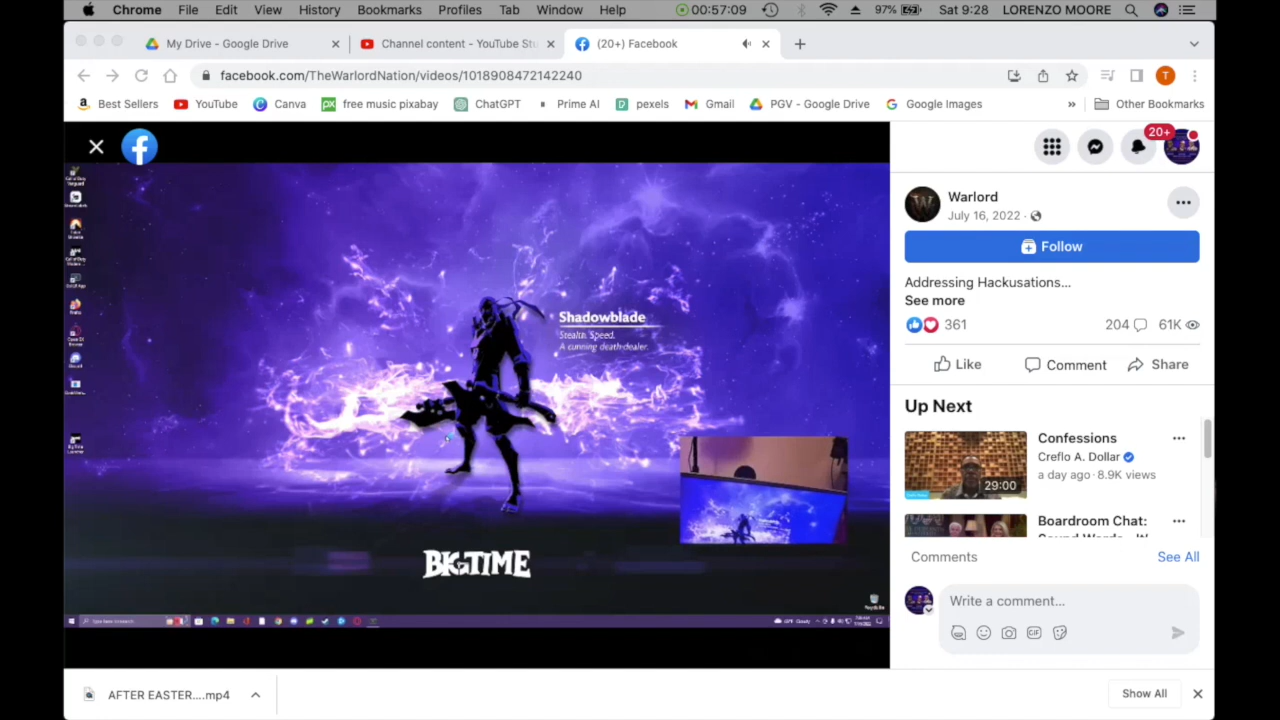 Chrome File Edit View History Bookmarks Profiles Tab Window Help 00:57:09 97% Sat 9:28 LORENZO MOORE
My Drive - Google Drive Channel content - YouTube Stu (20+) Facebook
facebook.com/TheWarlordNation/videos/1018908472142240 T
Best Sellers YouTube Canva free music pixabay ChatGPT Prime AI pexels Gmail PGV - Google Drive Google Images » Other Bookmarks
20+
Warlord
July 16, 2022 ·
Follow
Addressing Hackusations...
See more
361 204 61K
Like Comment Share
Shadowblade
Stealth. Speed.
A cunning death-dealer.
BIGTIME
Up Next
Confessions
Creflo A. Dollar
a day ago · 8.9K views
29:00
Boardroom Chat:
Comments See All
Write a comment...
GIF
AFTER EASTER....mp4 Show All